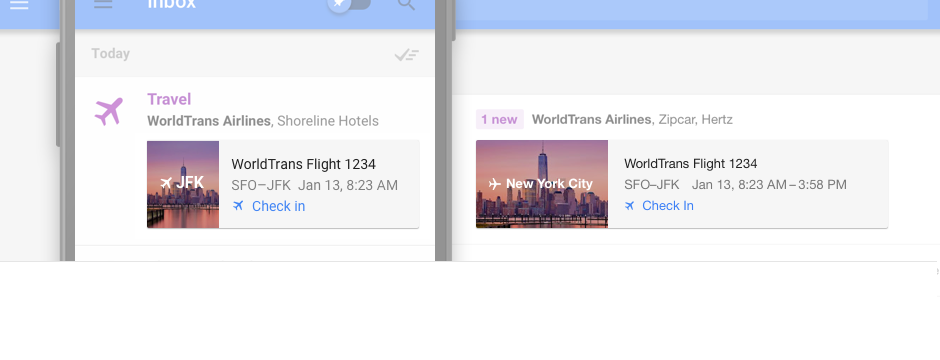 Inbox
Today
Travel
WorldTrans Airlines, Shoreline Hotels
JFK
WorldTrans Flight 1234
SFO–JFK Jan 13, 8:23 AM
Check in
1 new WorldTrans Airlines, Zipcar, Hertz
New York City
WorldTrans Flight 1234
SFO–JFK Jan 13, 8:23 AM – 3:58 PM
Check In